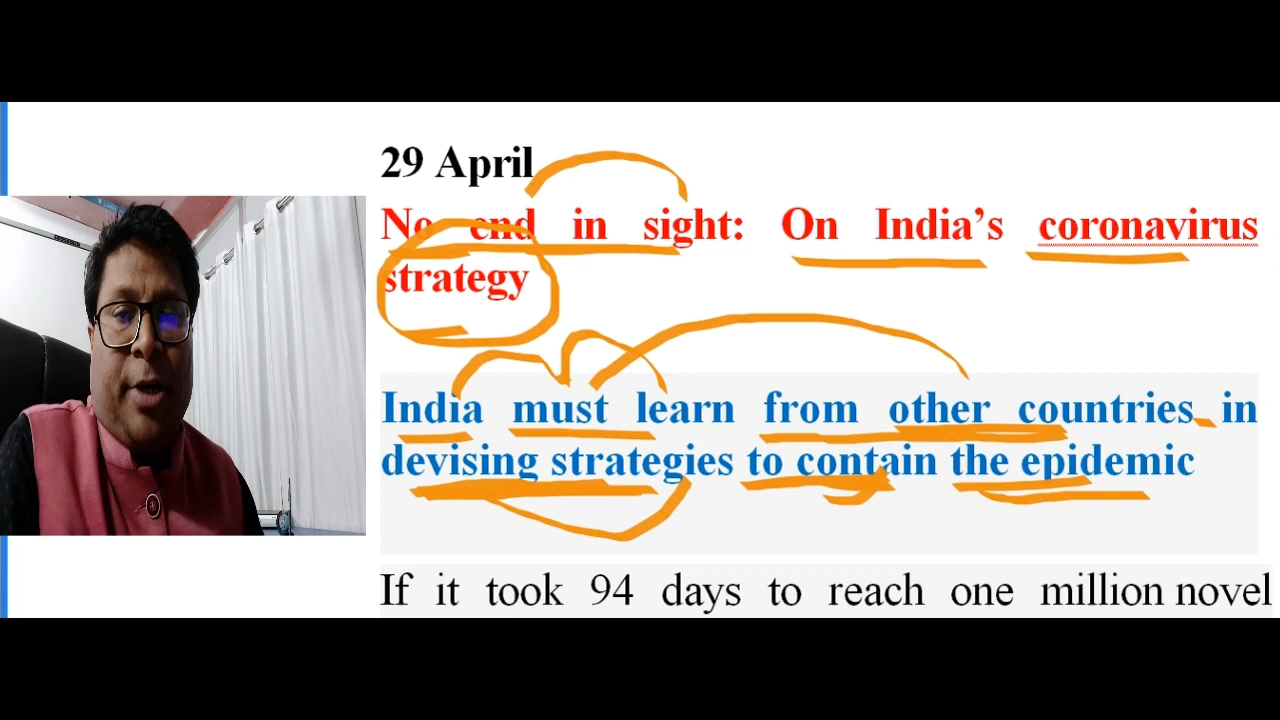 29 April
No end in sight: On India’s coronavirus
strategy
India must learn from other countries in
devising strategies to contain the epidemic
If it took 94 days to reach one million novel